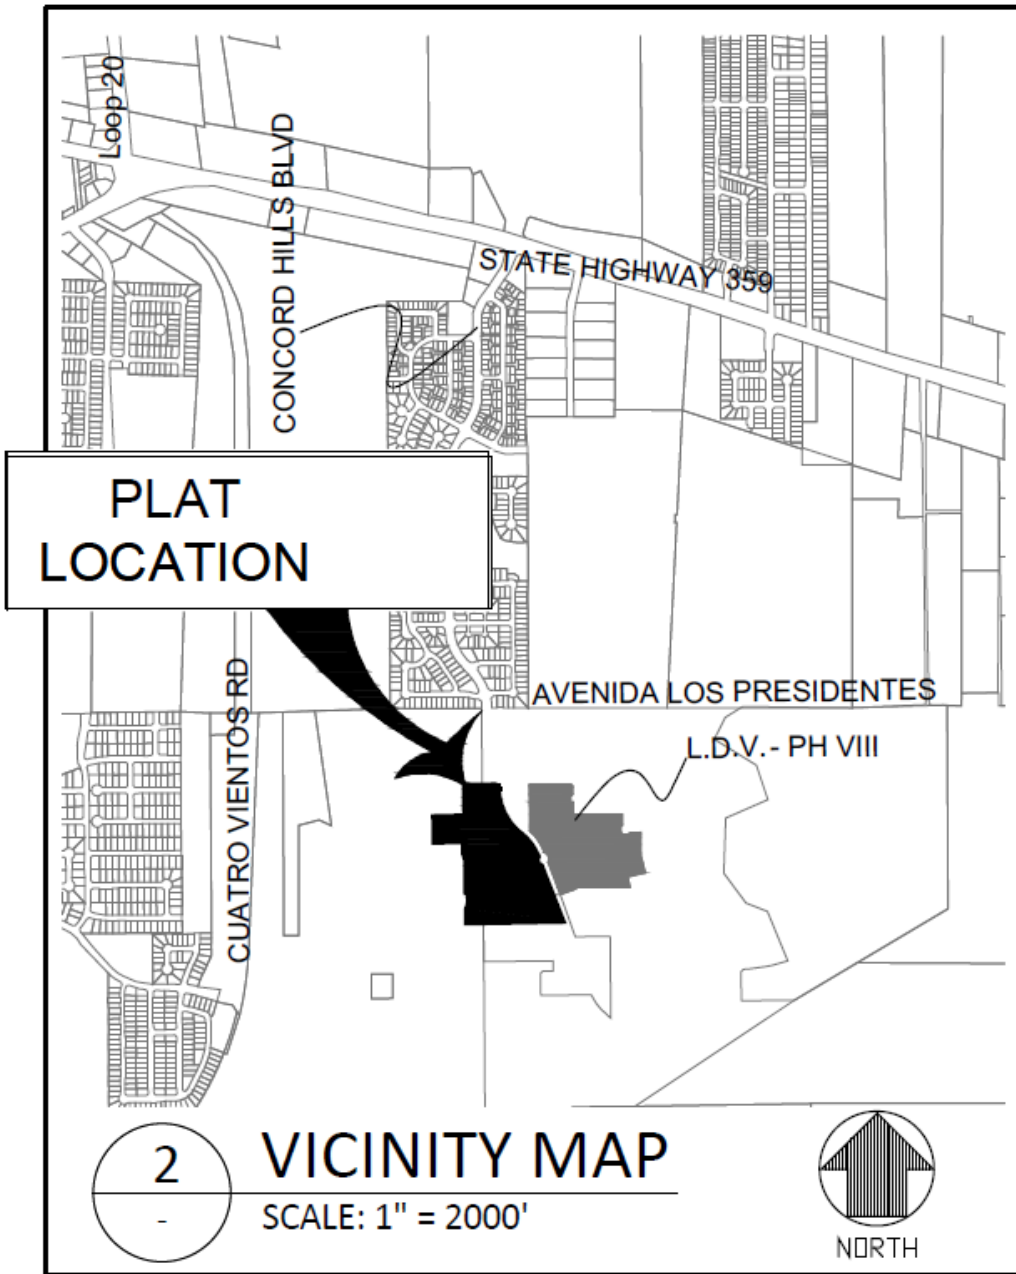 Loop 20
CONCORD HILLS BLVD
STATE HIGHWAY 359
PLAT
LOCATION
AVENIDA LOS PRESIDENTES
CUATRO VIENTOS RD
L.D.V.- PH VIII
2
-
VICINITY MAP
SCALE: 1" = 2000'
NORTH